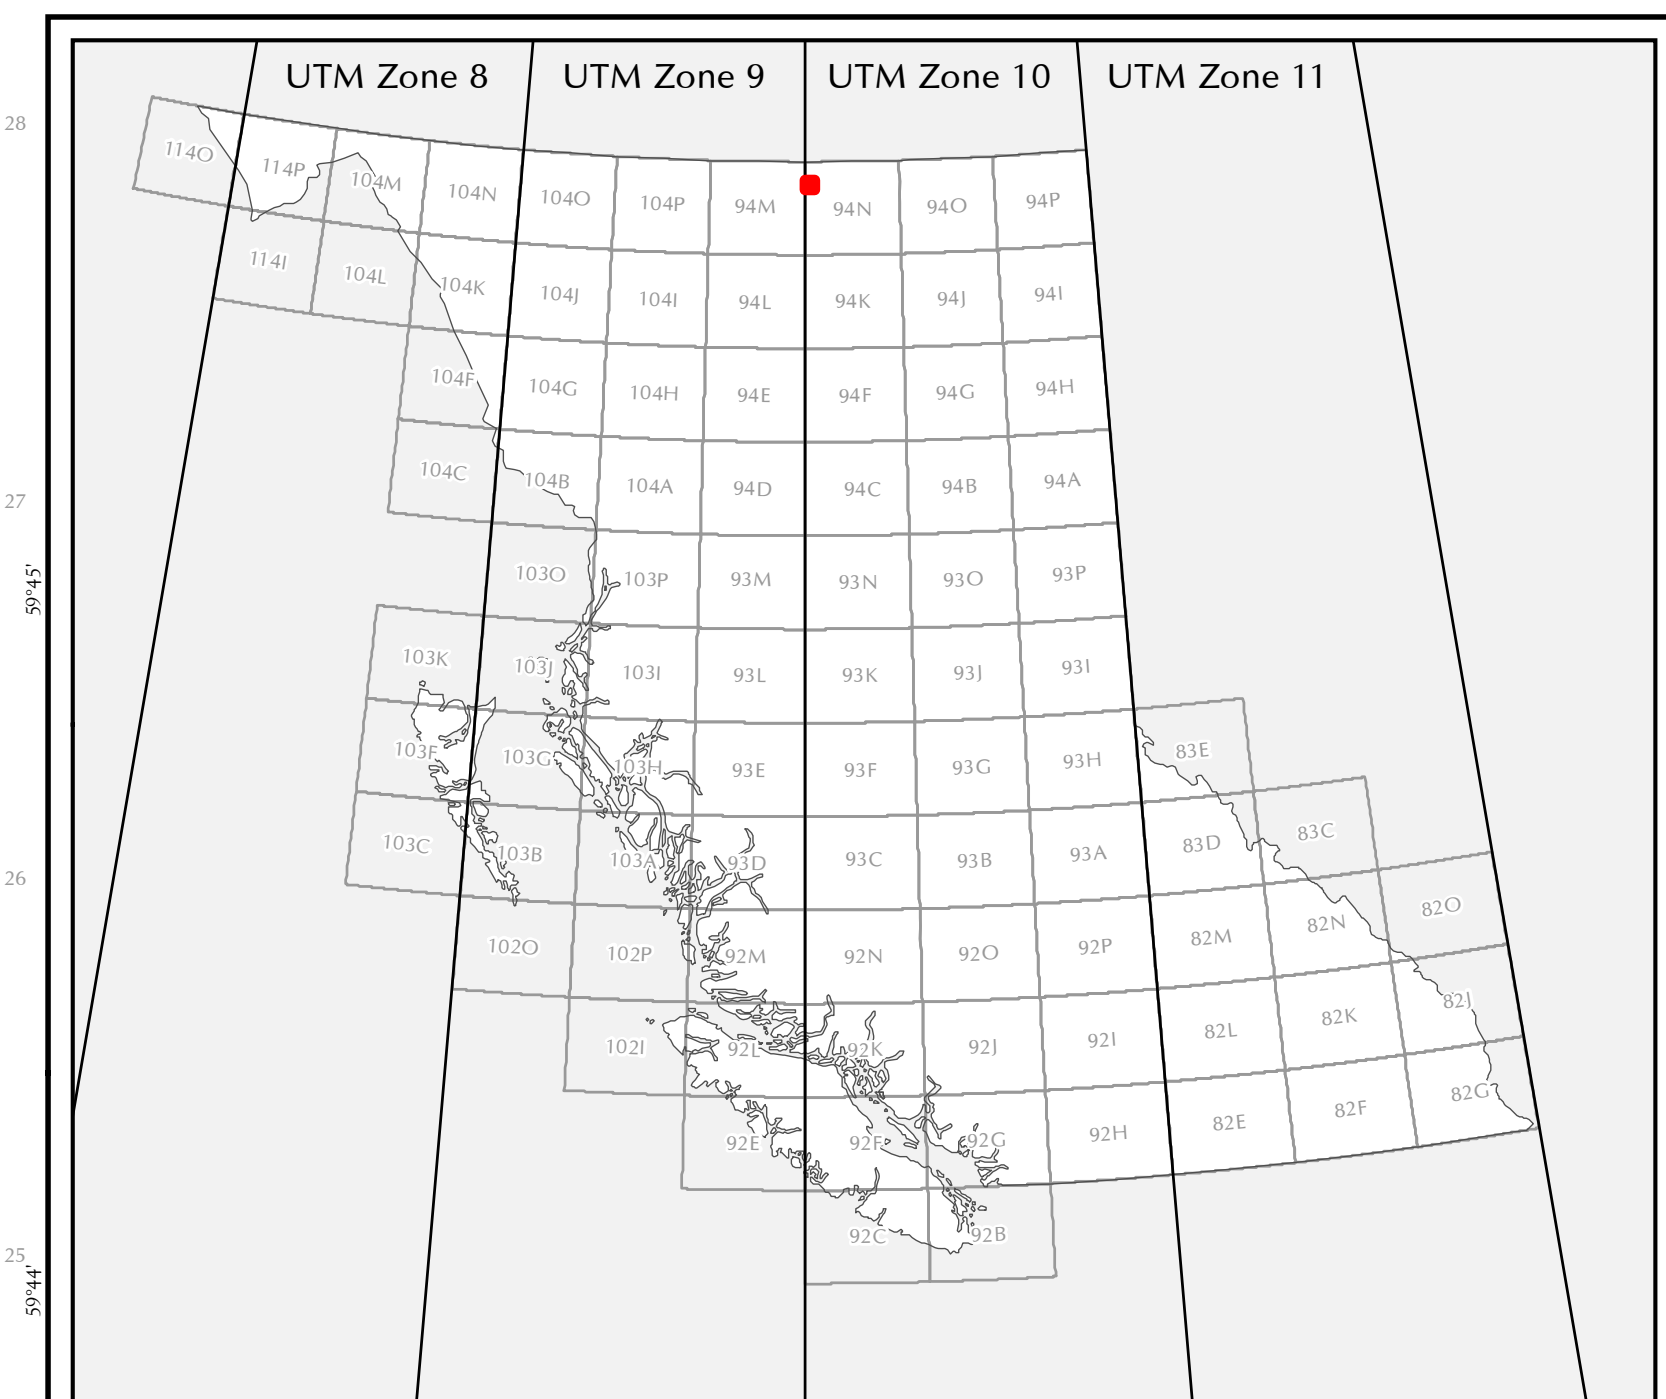 UTM Zone 8 UTM Zone 9 UTM Zone 10 UTM Zone 11
28
114O 114P 104M 104N 104O 104P 94M 94N 94O 94P
114I 104L 104K 104J 104I 94L 94K 94J 94I
104F 104G 104H 94E 94F 94G 94H
27
104C 104B 104A 94D 94C 94B 94A
59°45'
103O 103P 93M 93N 93O 93P
103K 103J 103I 93L 93K 93J 93I
103F 103G 103H 93E 93F 93G 93H 83E
26
103C 103B 103A 93D 93C 93B 93A 83D 83C
102O 102P 92M 92N 92O 92P 82M 82N 82O
102I 92L 92K 92J 92I 82L 82K 82J
92E 92F 92G 92H 82E 82F 82G
25
92C 92B
59°44'